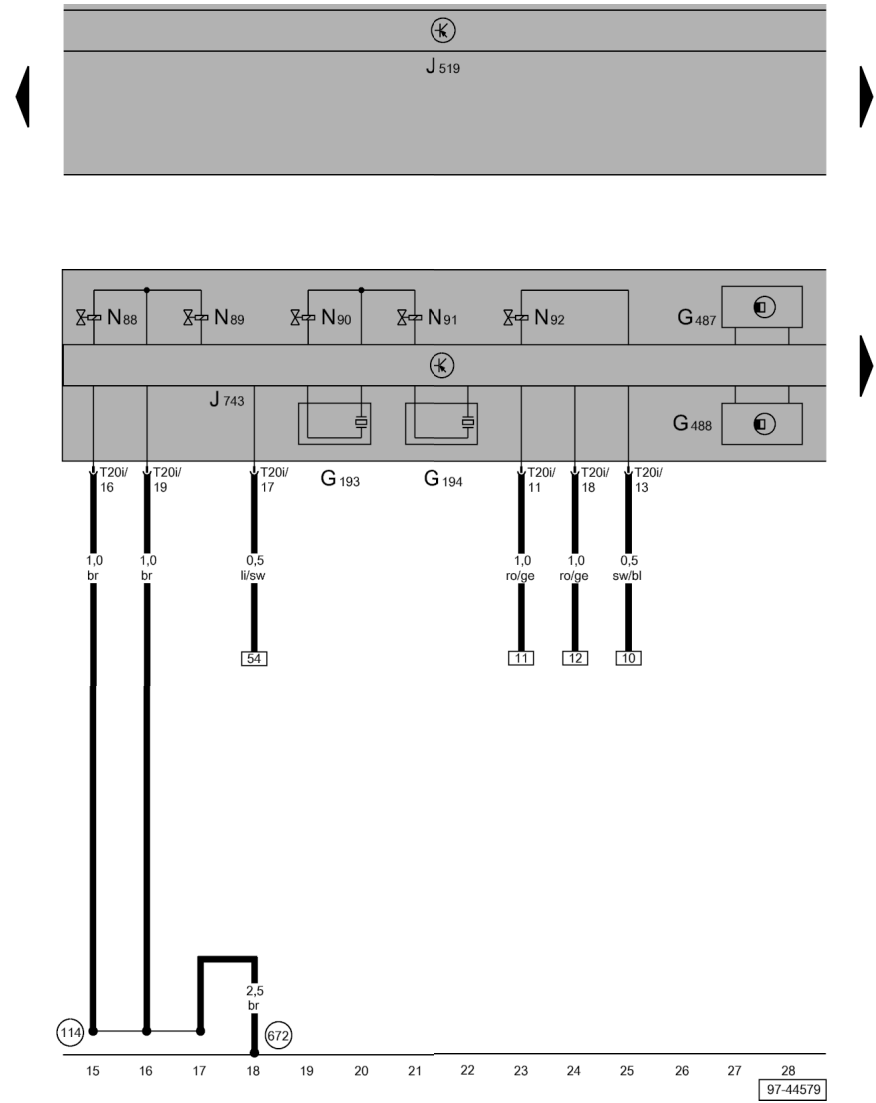 J 519
N88 N89 N90 N91 N92 G487
J 743 G488
T20i/ T20i/ T20i/ T20i/ T20i/ T20i/
16 19 17 11 18 13
G 193 G 194
1,0 1,0 0,5 1,0 1,0 0,5
br br li/sw ro/ge ro/ge sw/bl
54 11 12 10
2,5
br
114 672
15 16 17 18 19 20 21 22 23 24 25 26 27 28
97-44579